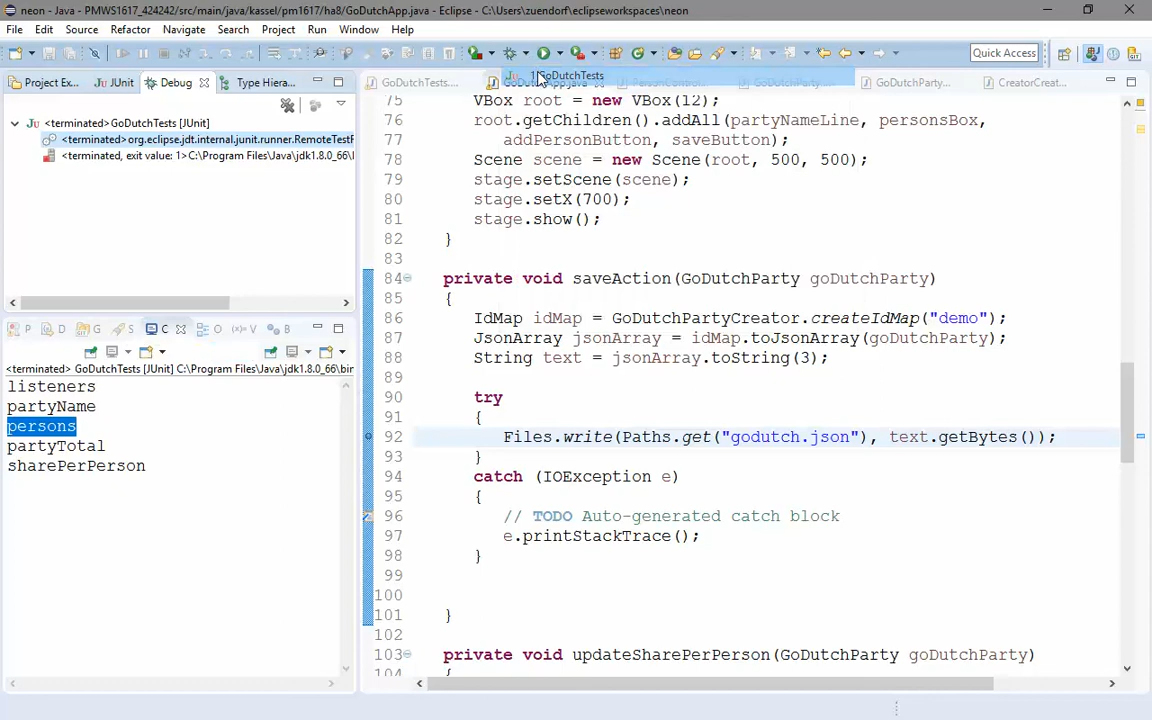 neon - Java - PMWS1617_424242/src/main/java/kassel/pm1617/ha8/GoDutchApp.java - Eclipse - C:\Users\zuendorf\eclipseworkspaces\neon
File Edit Source Refactor Navigate Search Project Run Window Help
Quick Access
Project Ex... JUnit Debug Type Hiera...
GoDutchTests.... GoDutchParty... GoDutchParty... CreatorCreat...
1 GoDutchTests
<terminated> GoDutchTests [JUnit]
<terminated>org.eclipse.jdt.internal.junit.runner.RemoteTestF
<terminated, exit value: 1>C:\Program Files\Java\jdk1.8.0_66\l
P D G S C O (x)= V B
<terminated> GoDutchTests [JUnit] C:\Program Files\Java\jdk1.8.0_66\bin
listeners
partyName
persons
partyTotal
sharePerPerson
75 VBox root = new VBox(12);
76 root.getChildren().addAll(partyNameLine, personsBox,
77 addPersonButton, saveButton);
78 Scene scene = new Scene(root, 500, 500);
79 stage.setScene(scene);
80 stage.setX(700);
81 stage.show();
82 }
83
84 private void saveAction(GoDutchParty goDutchParty)
85 {
86 IdMap idMap = GoDutchPartyCreator.createIdMap("demo");
87 JsonArray jsonArray = idMap.toJsonArray(goDutchParty);
88 String text = jsonArray.toString(3);
89
90 try
91 {
92 Files.write(Paths.get("godutch.json"), text.getBytes());
93 }
94 catch (IOException e)
95 {
96 // TODO Auto-generated catch block
97 e.printStackTrace();
98 }
99
100
101 }
102
103 private void updateSharePerPerson(GoDutchParty goDutchParty)
104 {